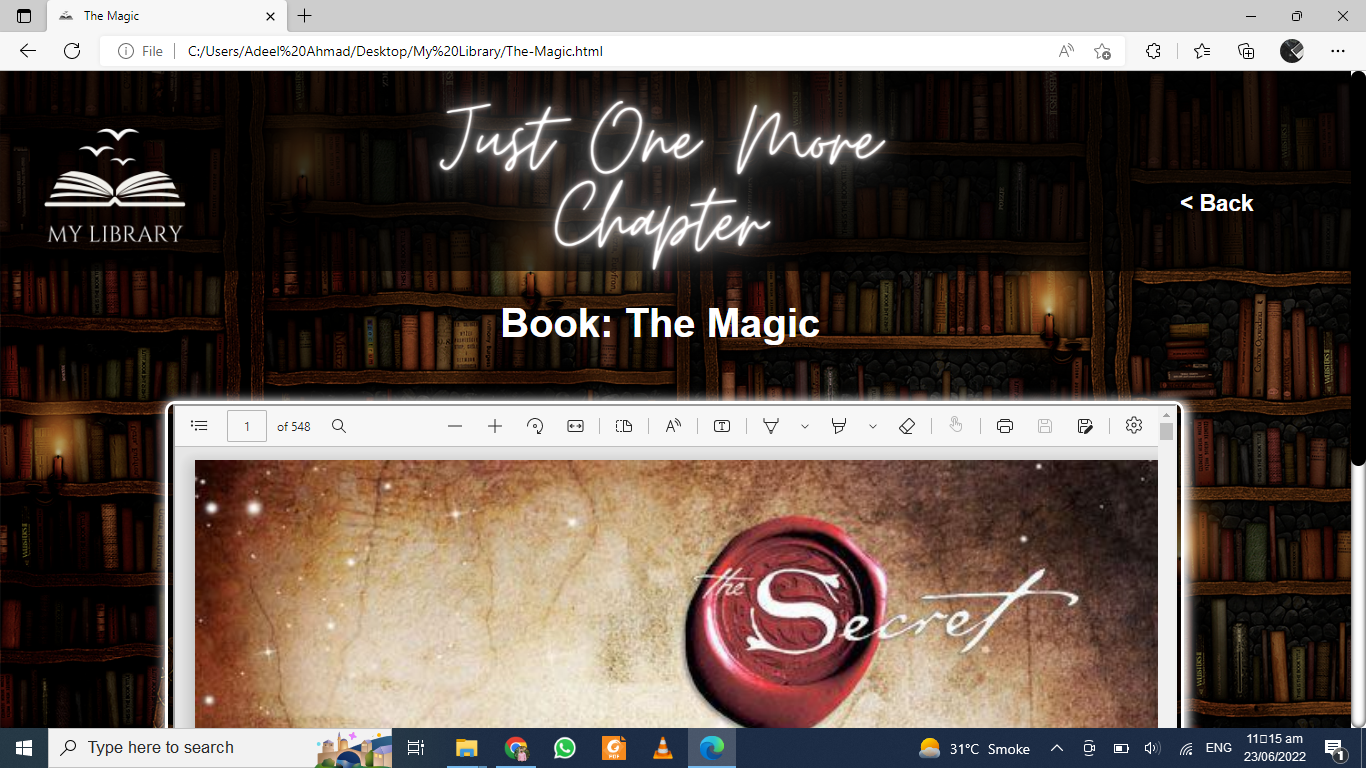 The Magic
File
C:/Users/Adeel%20Ahmad/Desktop/My%20Library/The-Magic.html
Just One More
Chapter
MY LIBRARY
< Back
Book: The Magic
1 of 548
the Secret
Type here to search
31°C Smoke
ENG
11▯15 am
23/06/2022
1